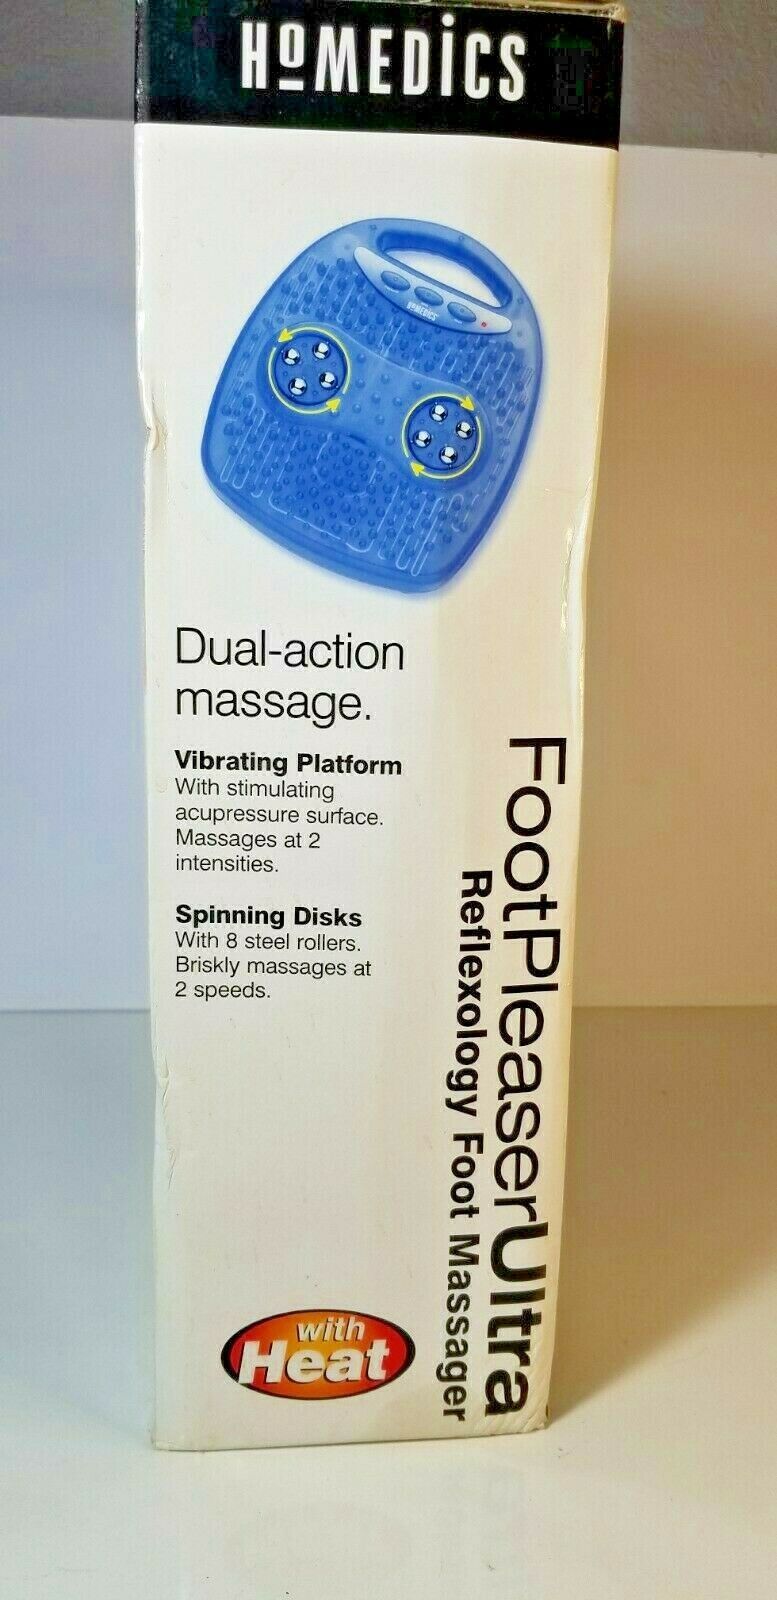 HoMEDiCS
HoMEDiCS
Dual-action
massage.
Vibrating Platform
With stimulating
acupressure surface.
Massages at 2
intensities.
Spinning Disks
With 8 steel rollers.
Briskly massages at
2 speeds.
FootPleaserUltra
Reflexology Foot Massager
with
Heat